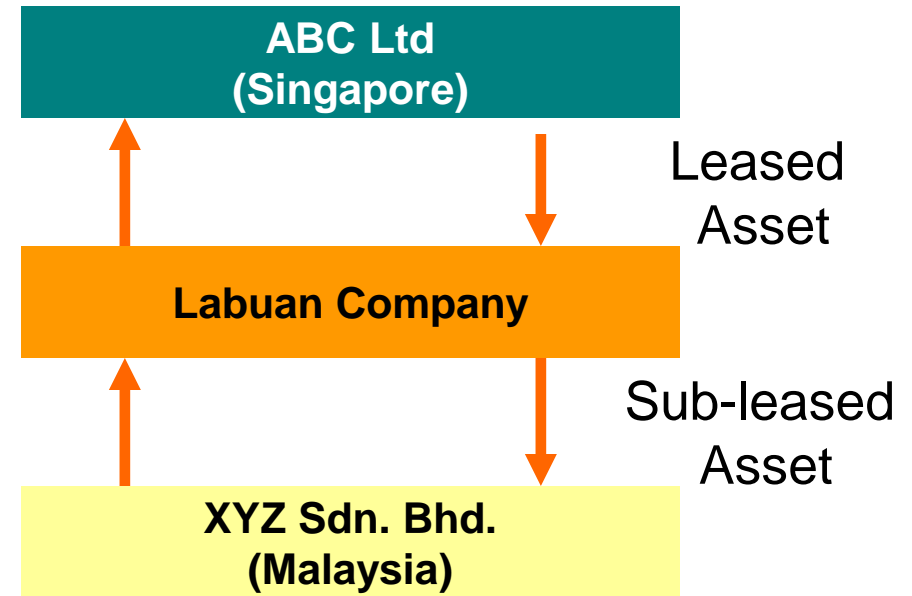 ABC Ltd
(Singapore)
Leased
Asset
Labuan Company
Sub-leased
Asset
XYZ Sdn. Bhd.
(Malaysia)